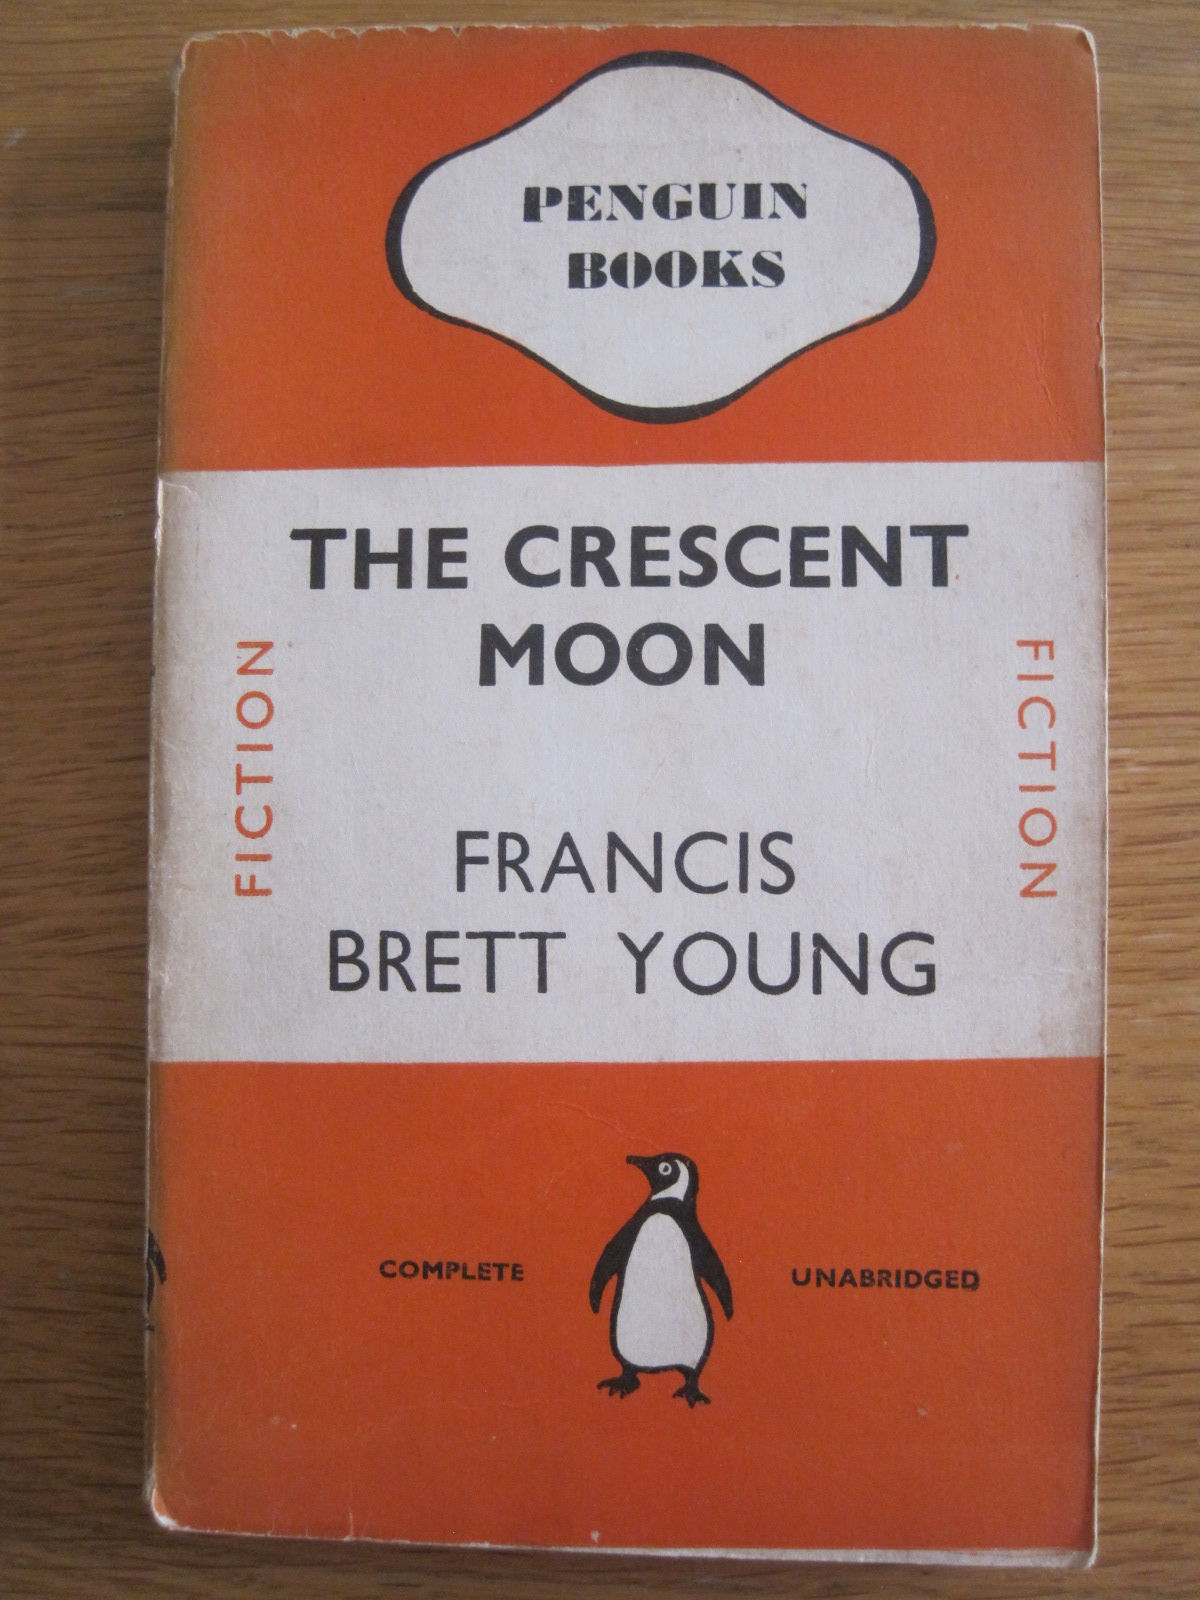 PENGUIN
BOOKS
THE CRESCENT
MOON
FICTION
FICTION
FRANCIS
BRETT YOUNG
COMPLETE
UNABRIDGED